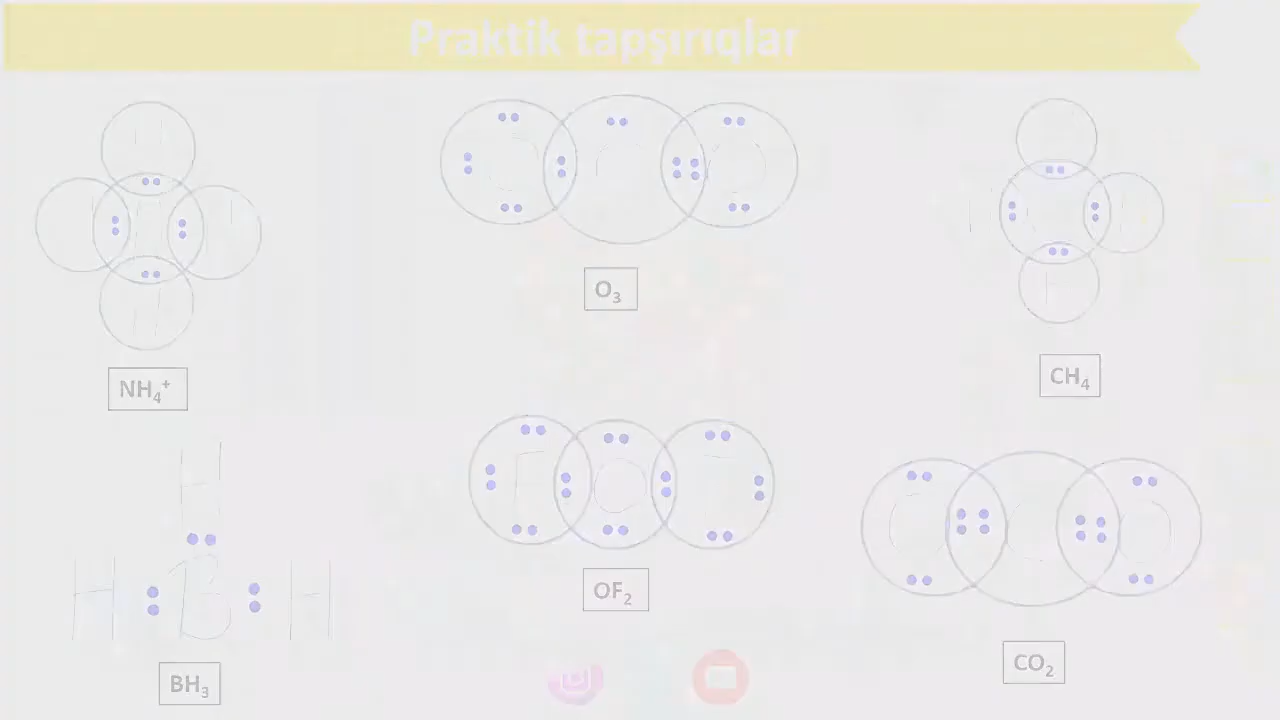 Praktik tapşırıqlar
H
H
H
O
O
O
O₃
H
H
H
NH₄⁺
CH₄
H
F
O
F
O
C
O
H B H
OF₂
CO₂
BH₃